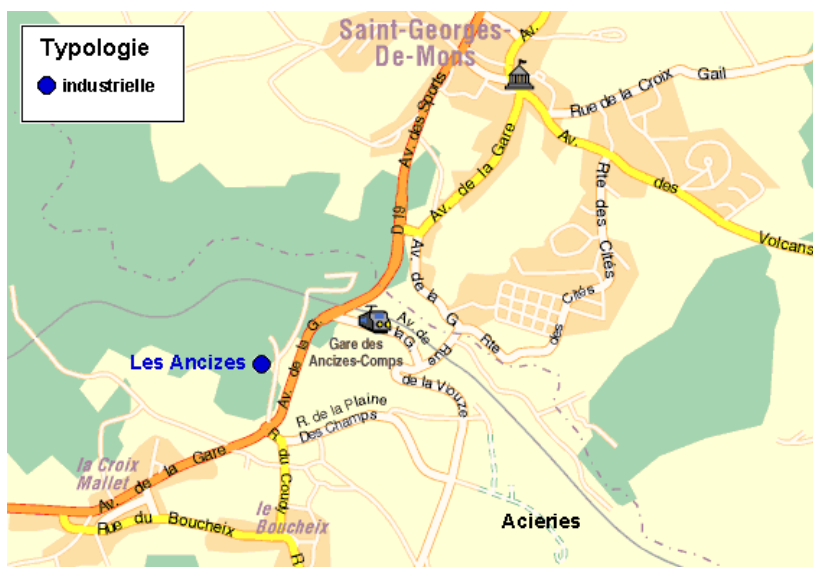 Typologie
industrielle
Saint-Georges-
De-Mons
Av.
Rue de la Croix Gail
Av. des Sports
Av. de la Gare
Av. des Volcans
Rte des Cités
D 19
Av. de la G.
Rte des Cités
Av. de la G.
Gare des
Ancizes-Comps
Av. de la G.
Rue de la Viouze
Les Ancizes
R. de la Plaine
Des Champs
R. du Couqy
la Croix
Mallet
Av. de la Gare
le
Boucheix
Rue du Boucheix
R.
Acieries